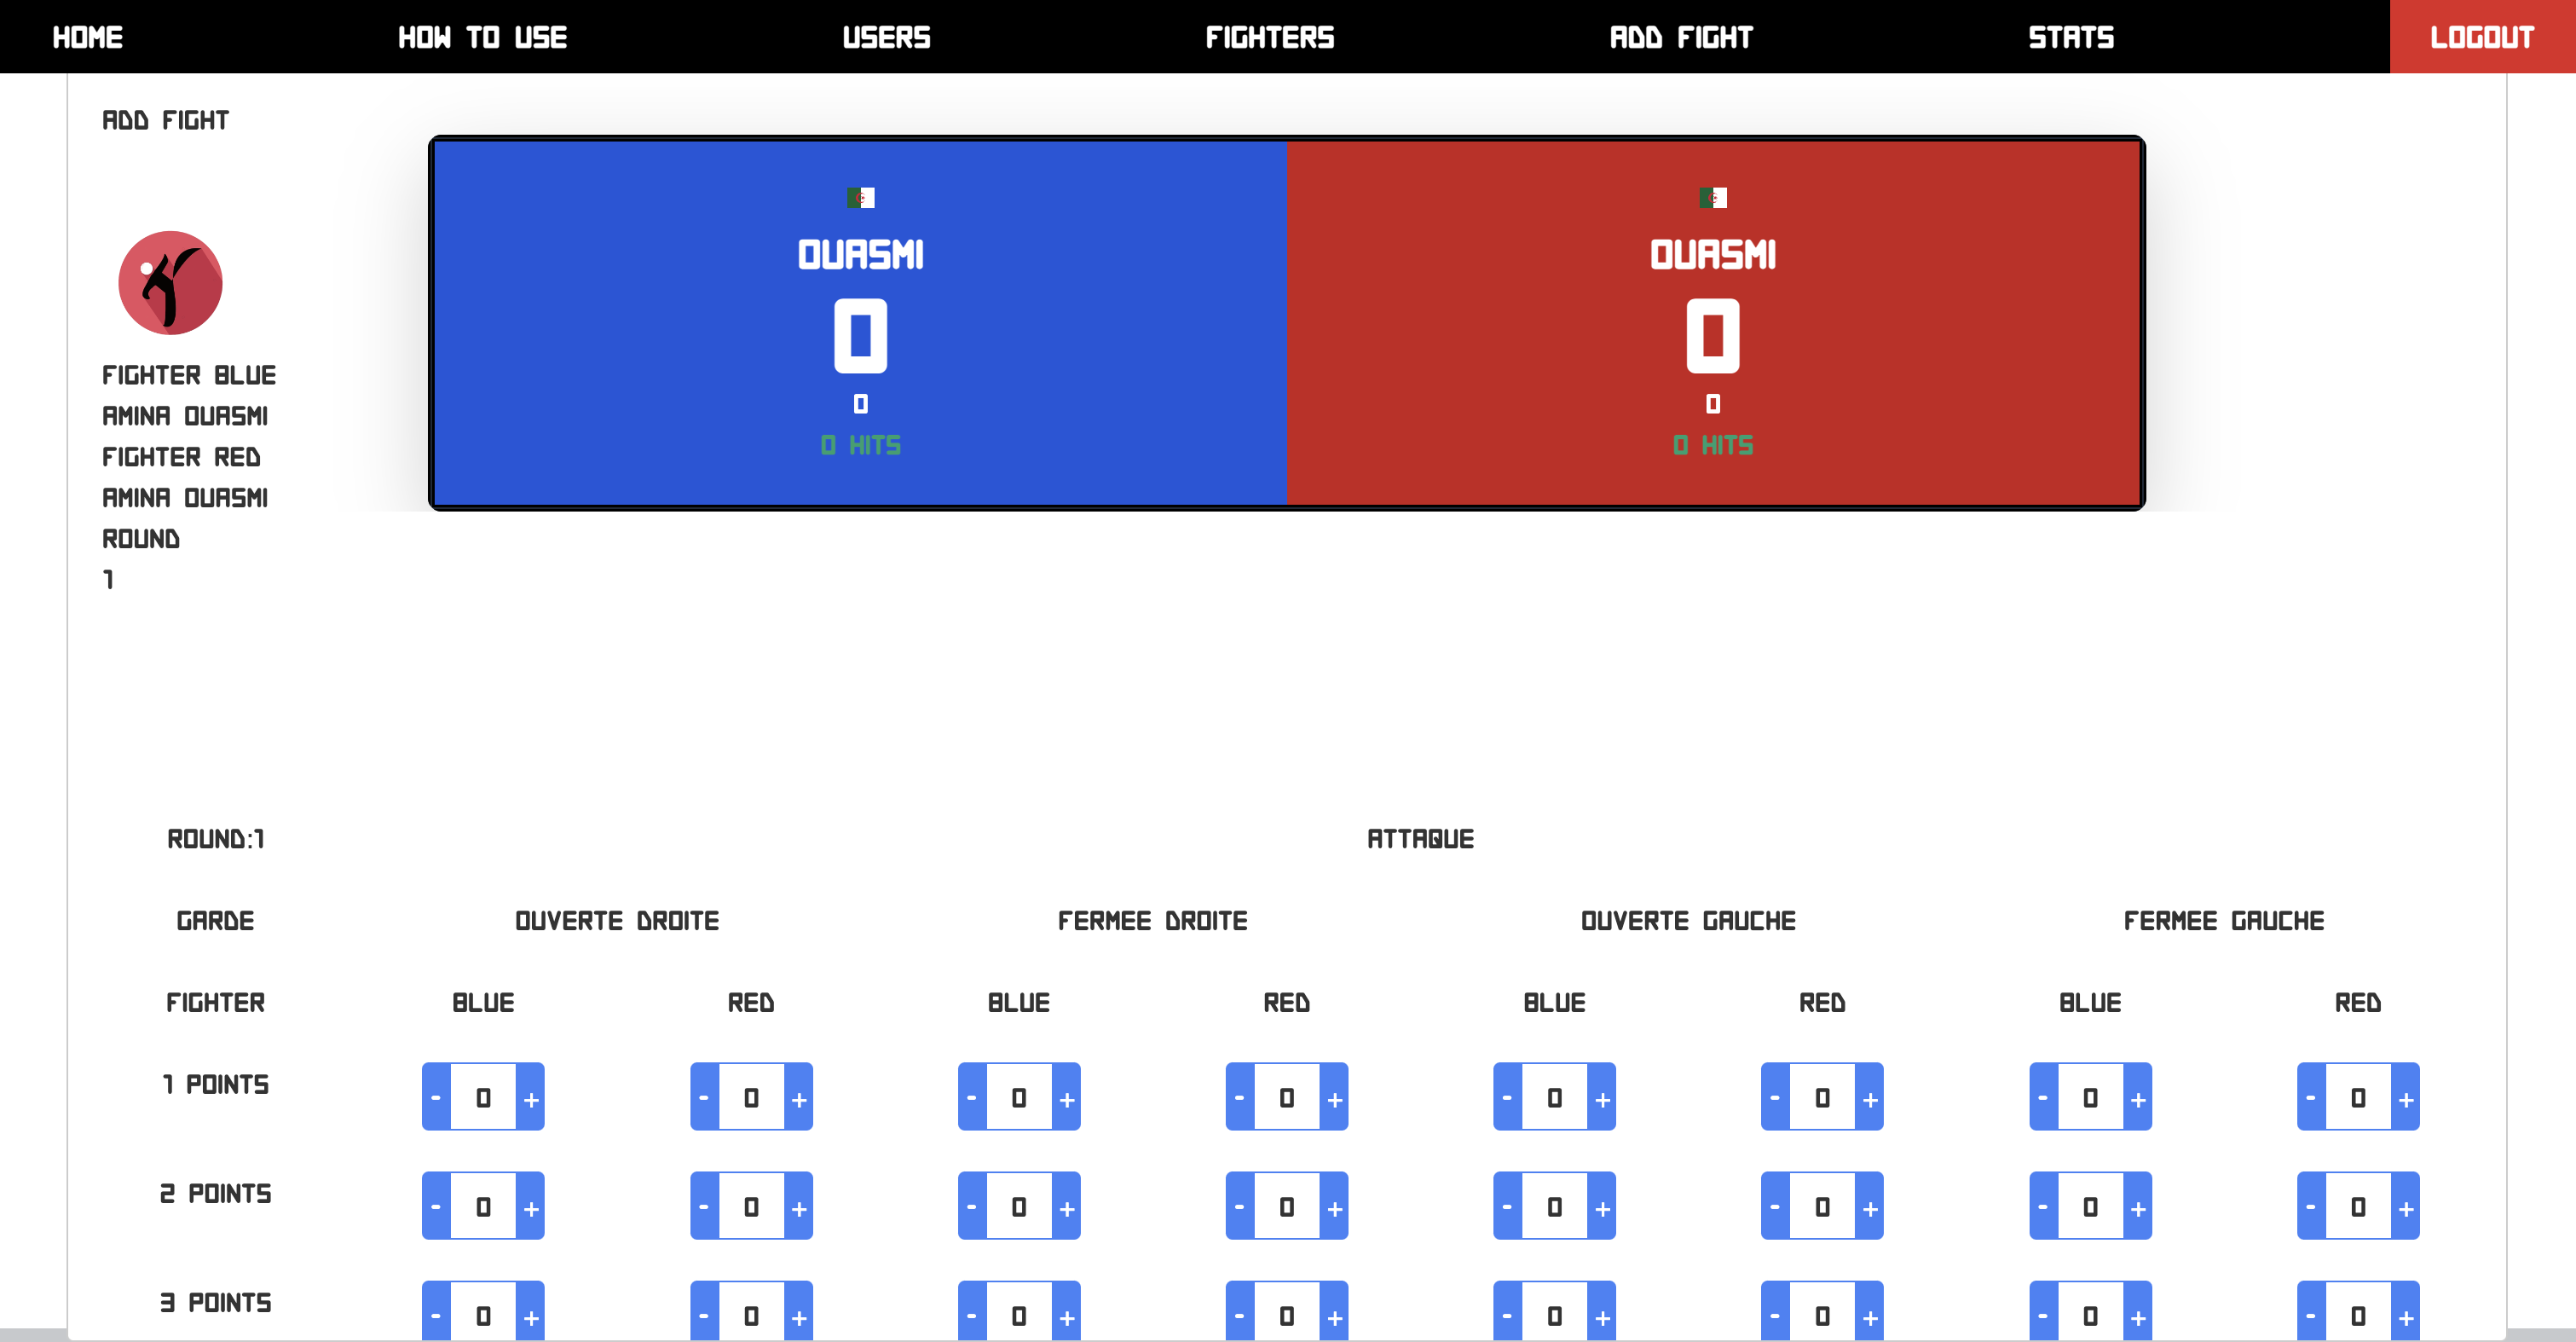 HOME HOW TO USE USERS FIGHTERS ADD FIGHT STATS LOGOUT
ADD FIGHT
OUASMI OUASMI
0 0
0 0
0 HITS 0 HITS
FIGHTER BLUE
AMINA OUASMI
FIGHTER RED
AMINA OUASMI
ROUND
1
ROUND:1 ATTAQUE
GARDE OUVERTE DROITE FERMEE DROITE OUVERTE GAUCHE FERMEE GAUCHE
FIGHTER BLUE RED BLUE RED BLUE RED BLUE RED
1 POINTS - 0 + - 0 + - 0 + - 0 + - 0 + - 0 + - 0 + - 0 +
2 POINTS - 0 + - 0 + - 0 + - 0 + - 0 + - 0 + - 0 + - 0 +
3 POINTS - 0 + - 0 + - 0 + - 0 + - 0 + - 0 + - 0 + - 0 +